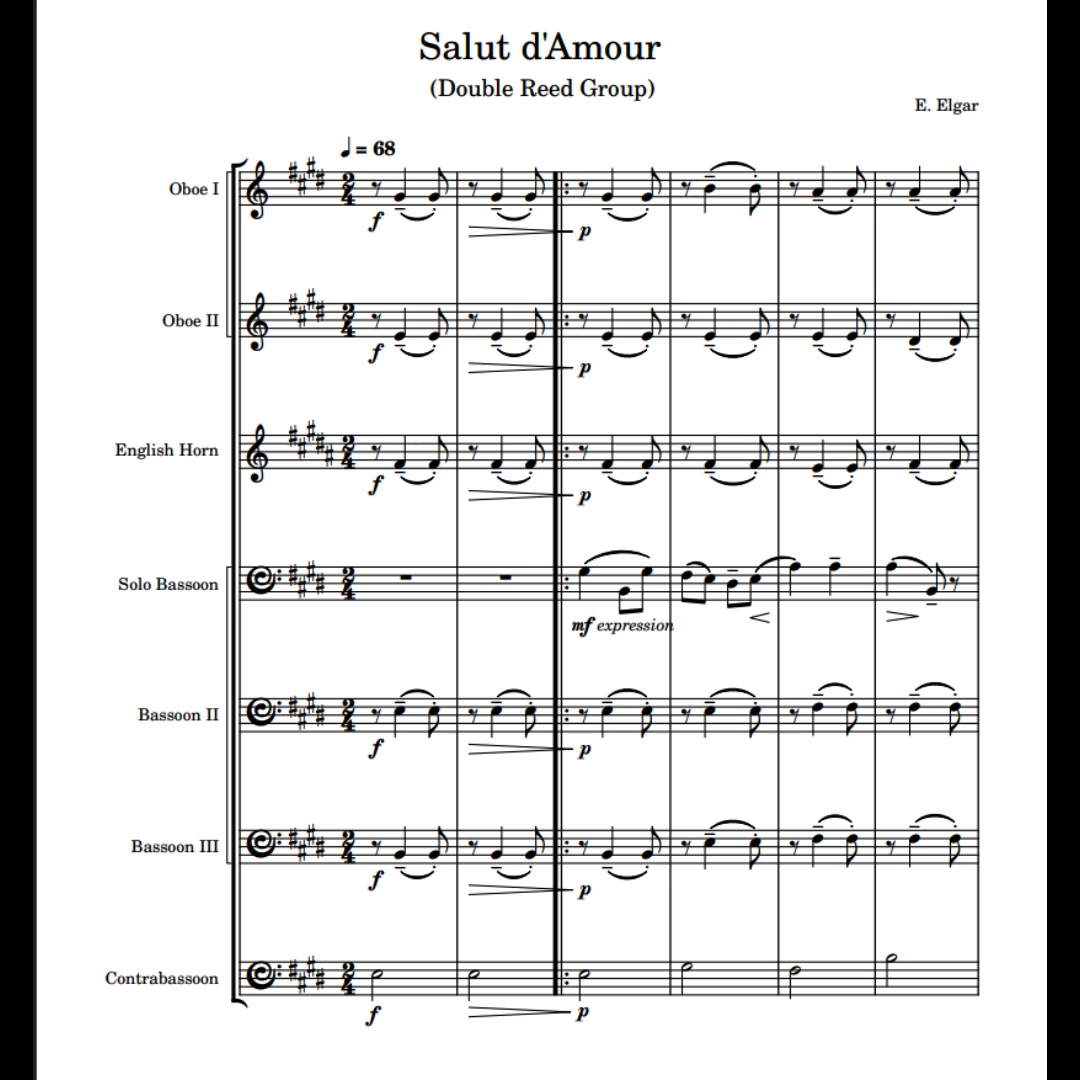 Salut d'Amour
(Double Reed Group)
E. Elgar
♩ = 68
Oboe I
f
p
Oboe II
f
p
English Horn
f
p
Solo Bassoon
mf expression
Bassoon II
f
p
Bassoon III
f
p
Contrabassoon
f
p